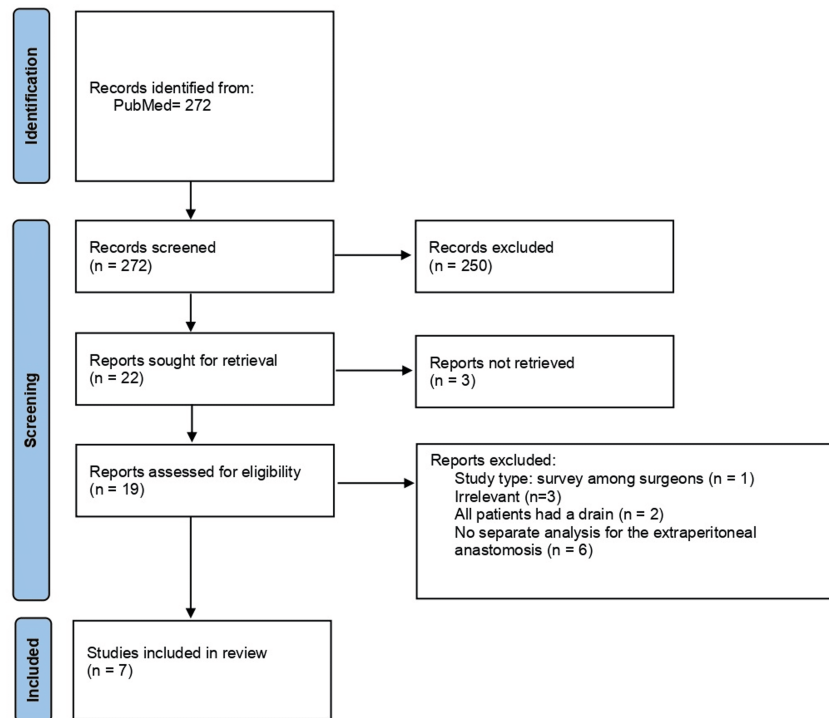 Identification
Records identified from:
PubMed= 272
Screening
Records screened
(n = 272)
Records excluded
(n = 250)
Reports sought for retrieval
(n = 22)
Reports not retrieved
(n = 3)
Reports assessed for eligibility
(n = 19)
Reports excluded:
Study type: survey among surgeons (n = 1)
Irrelevant (n=3)
All patients had a drain (n = 2)
No separate analysis for the extraperitoneal
anastomosis (n = 6)
Included
Studies included in review
(n = 7)